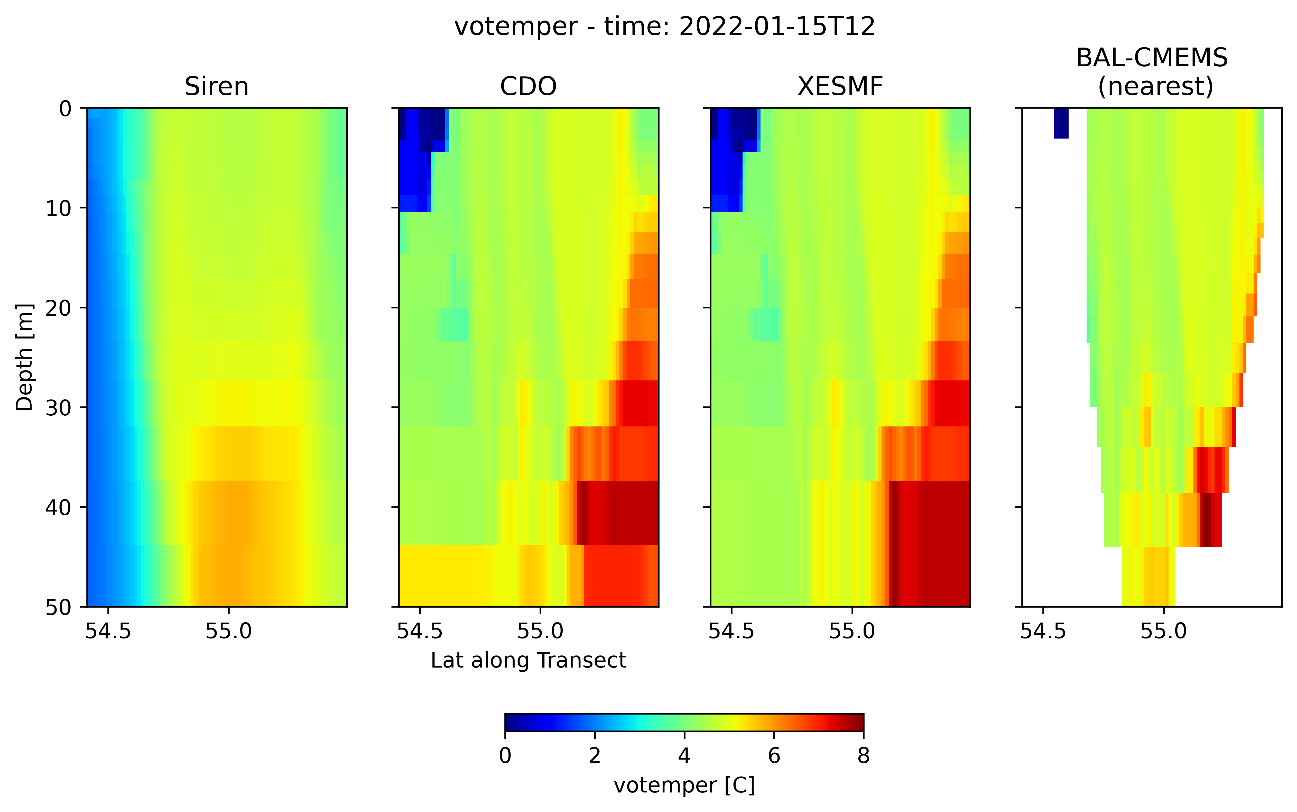 votemper - time: 2022-01-15T12
Siren
CDO
XESMF
BAL-CMEMS
(nearest)
0
10
20
30
40
50
Depth [m]
54.5 55.0
54.5 55.0
54.5 55.0
54.5 55.0
Lat along Transect
0 2 4 6 8
votemper [C]